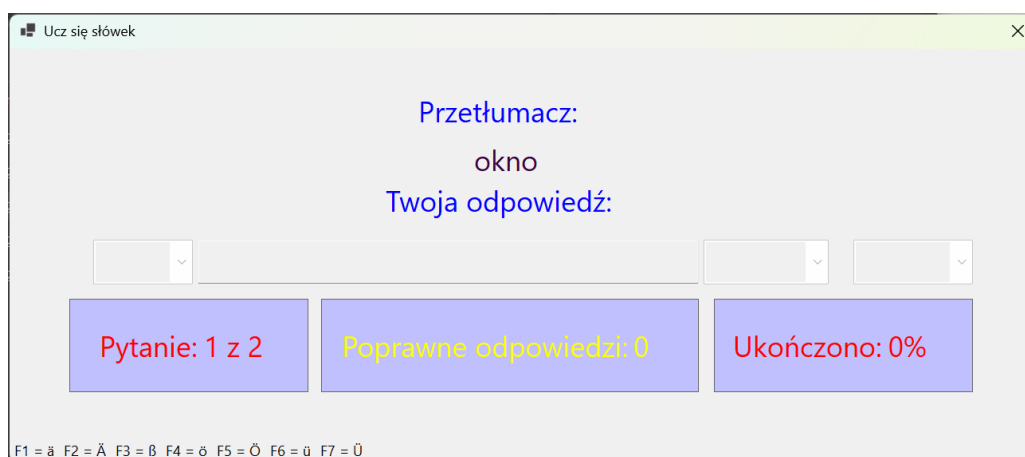 Ucz się słówek
Przetłumacz:
okno
Twoja odpowiedź:
Pytanie: 1 z 2
Poprawne odpowiedzi: 0
Ukończono: 0%
F1 = ä F2 = Ä F3 = ß F4 = ö F5 = Ö F6 = ü F7 = Ü